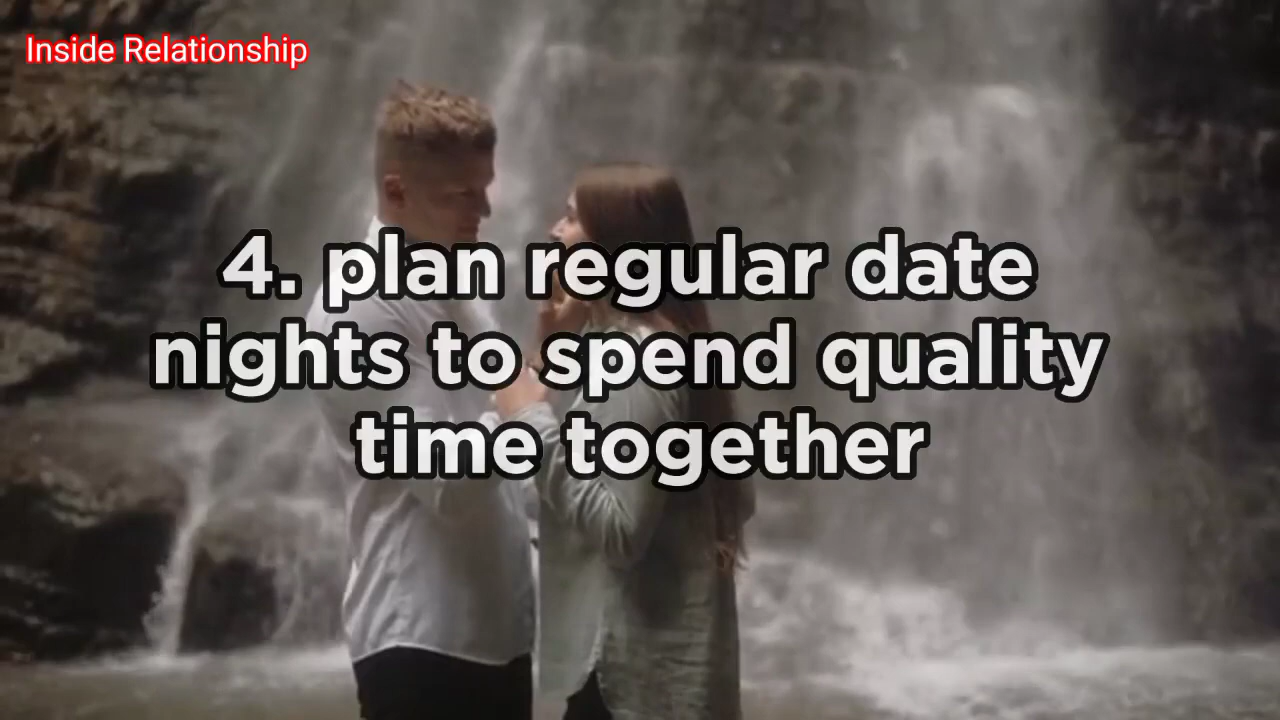 Inside Relationship
4. plan regular date
nights to spend quality
time together